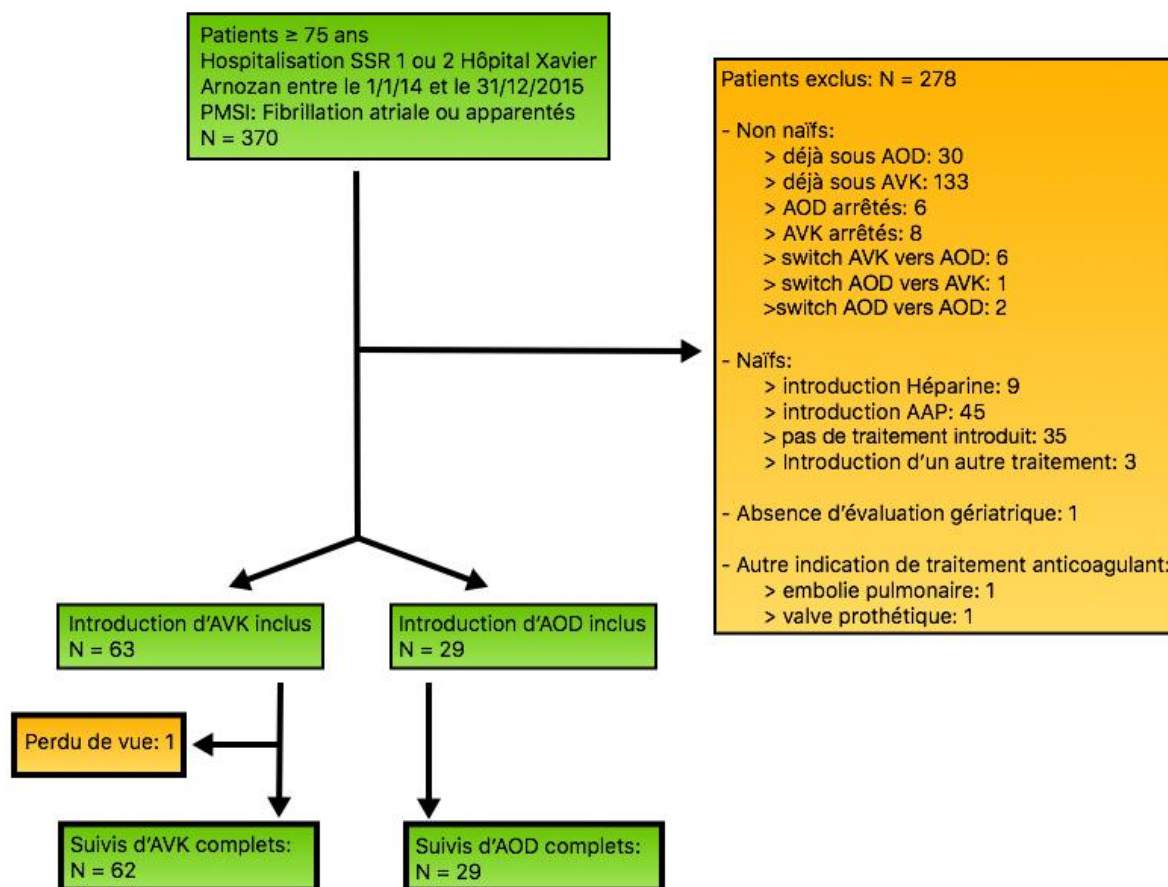 Patients ≥ 75 ans
Hospitalisation SSR 1 ou 2 Hôpital Xavier
Arnozan entre le 1/1/14 et le 31/12/2015
PMSI: Fibrillation atriale ou apparentés
N = 370
Patients exclus: N = 278
- Non naïfs:
> déjà sous AOD: 30
> déjà sous AVK: 133
> AOD arrêtés: 6
> AVK arrêtés: 8
> switch AVK vers AOD: 6
> switch AOD vers AVK: 1
>switch AOD vers AOD: 2
- Naïfs:
> introduction Héparine: 9
> introduction AAP: 45
> pas de traitement introduit: 35
> Introduction d'un autre traitement: 3
- Absence d'évaluation gériatrique: 1
- Autre indication de traitement anticoagulant:
> embolie pulmonaire: 1
> valve prothétique: 1
Introduction d'AVK inclus
N = 63
Introduction d'AOD inclus
N = 29
Perdu de vue: 1
Suivis d'AVK complets:
N = 62
Suivis d'AOD complets:
N = 29